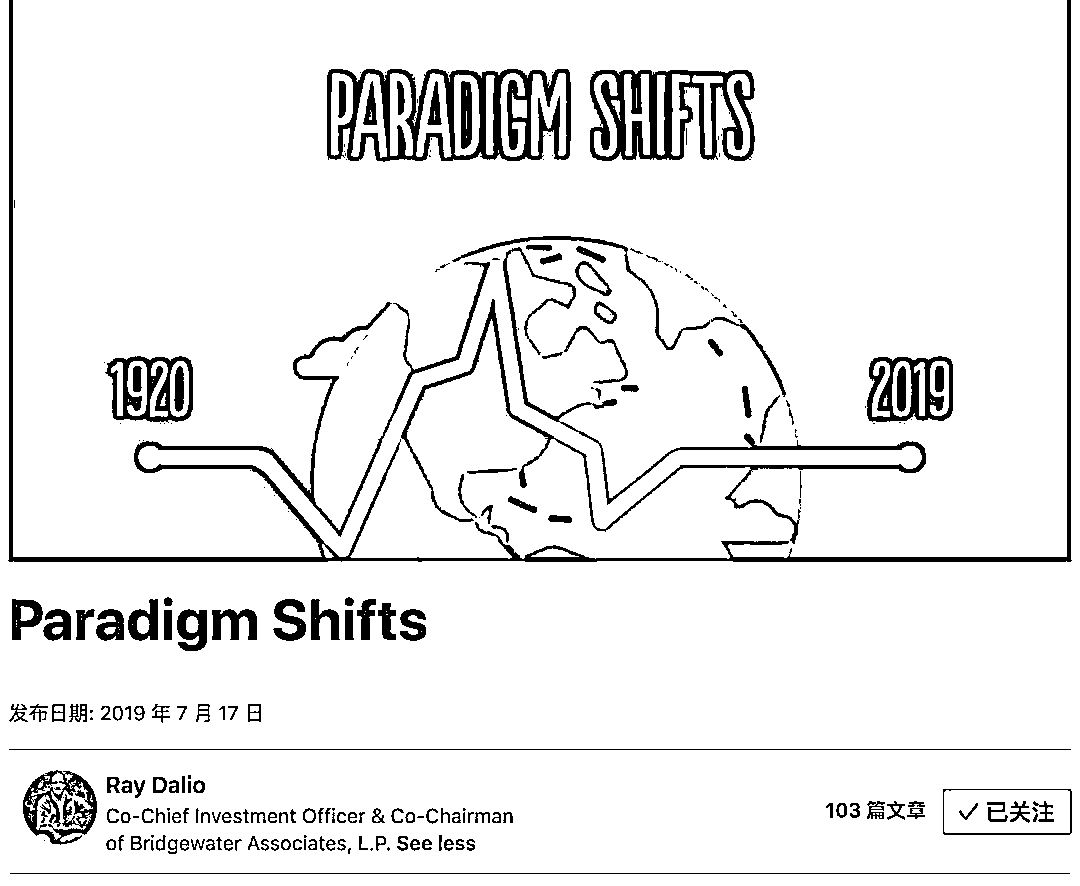 PARADIGM SHIFTS
1920
2019
Paradigm Shifts
发布日期: 2019 年 7 月 17 日
Ray Dalio
Co-Chief Investment Officer & Co-Chairman
of Bridgewater Associates, L.P. See less
103 篇文章
✓ 已关注